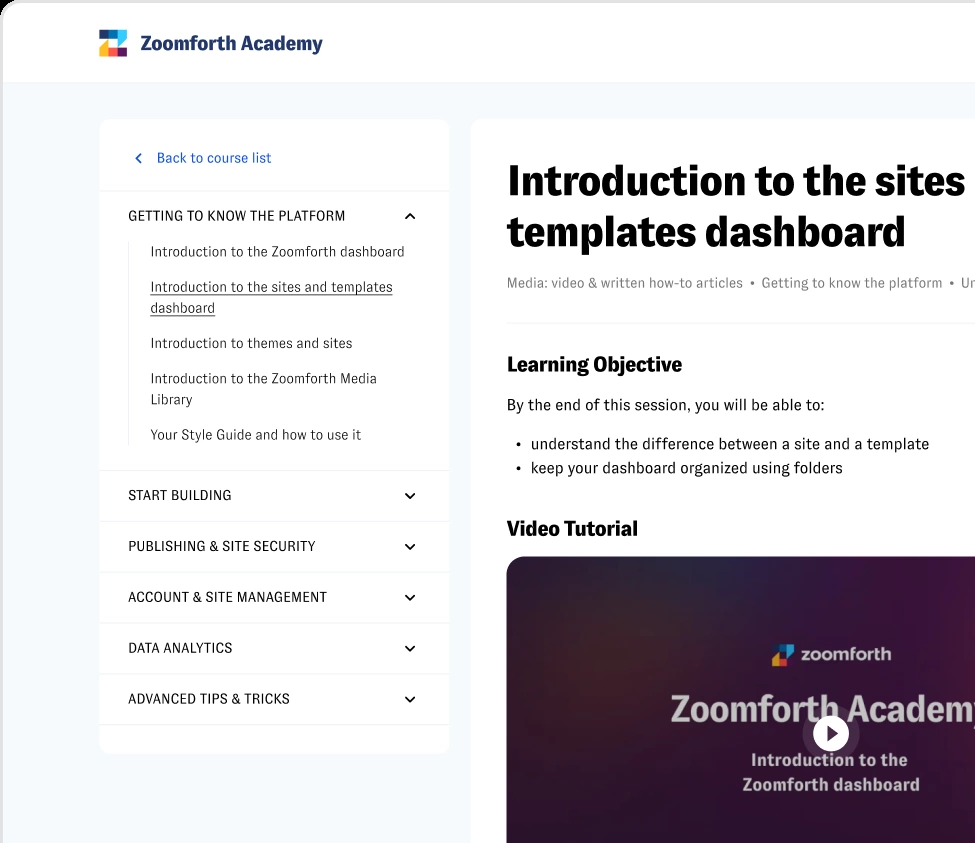 Zoomforth Academy
Back to course list
GETTING TO KNOW THE PLATFORM
Introduction to the Zoomforth dashboard
Introduction to the sites and templates
dashboard
Introduction to themes and sites
Introduction to the Zoomforth Media
Library
Your Style Guide and how to use it
START BUILDING
PUBLISHING & SITE SECURITY
ACCOUNT & SITE MANAGEMENT
DATA ANALYTICS
ADVANCED TIPS & TRICKS
Introduction to the sites
templates dashboard
Media: video & written how-to articles • Getting to know the platform •
Learning Objective
By the end of this session, you will be able to:
• understand the difference between a site and a template
• keep your dashboard organized using folders
Video Tutorial
zoomforth
Zoomforth Academy
Introduction to the
Zoomforth dashboard